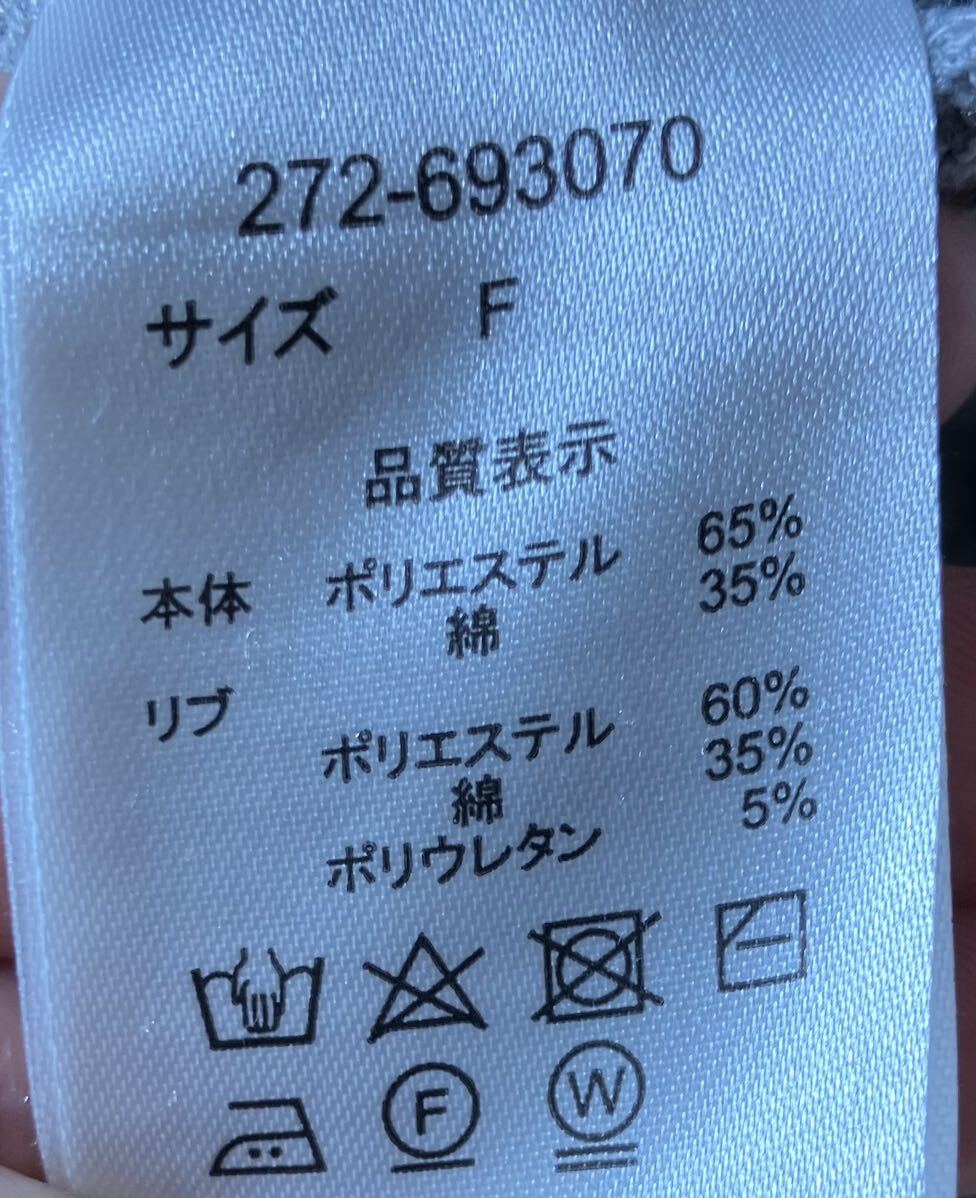 272-693070
サイズ F
品質表示
本体 ポリエステル 65%
綿 35%
リブ
ポリエステル 60%
綿 35%
ポリウレタン 5%
F W